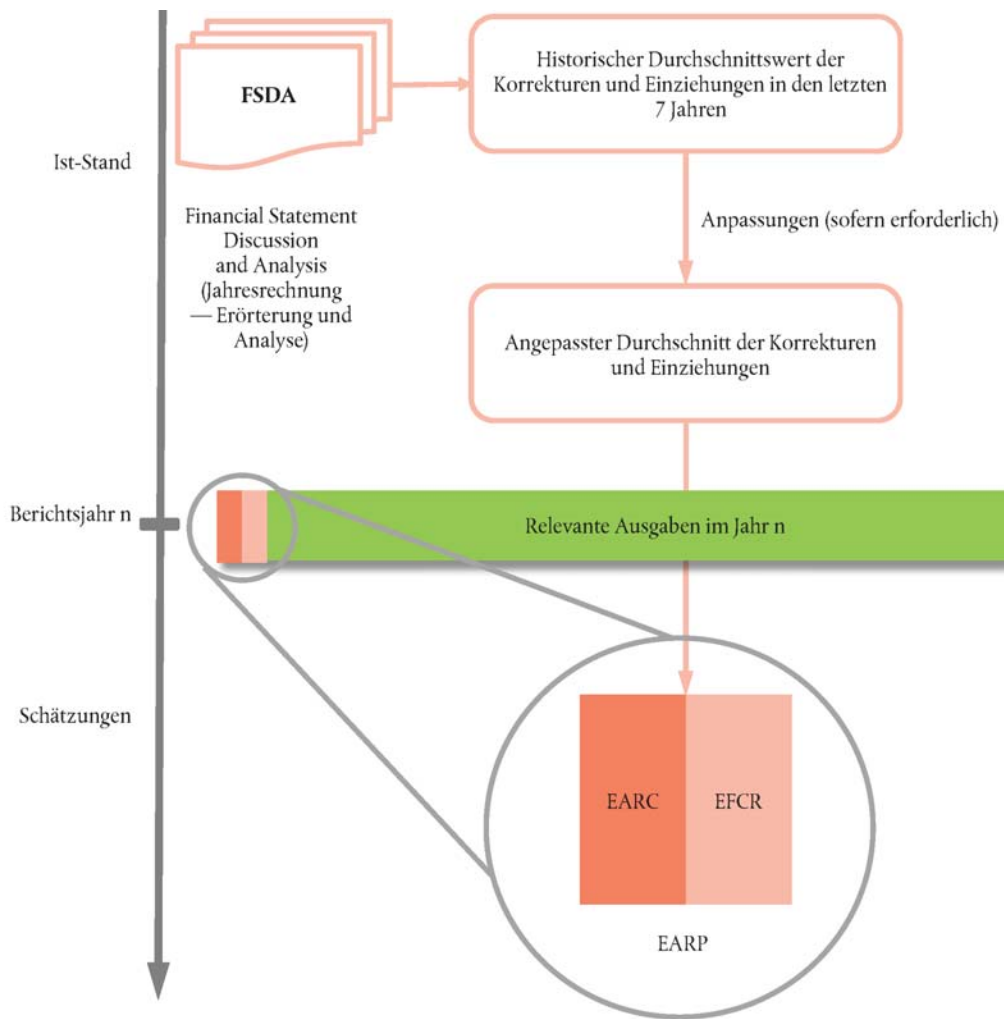 FSDA
Historischer Durchschnittswert der
Korrekturen und Einziehungen in den letzten
7 Jahren
Ist-Stand
Financial Statement
Discussion
and Analysis
(Jahresrechnung
— Erörterung und
Analyse)
Anpassungen (sofern erforderlich)
Angepasster Durchschnitt der Korrekturen
und Einziehungen
Berichtsjahr n
Relevante Ausgaben im Jahr n
Schätzungen
EARC
EFCR
EARP